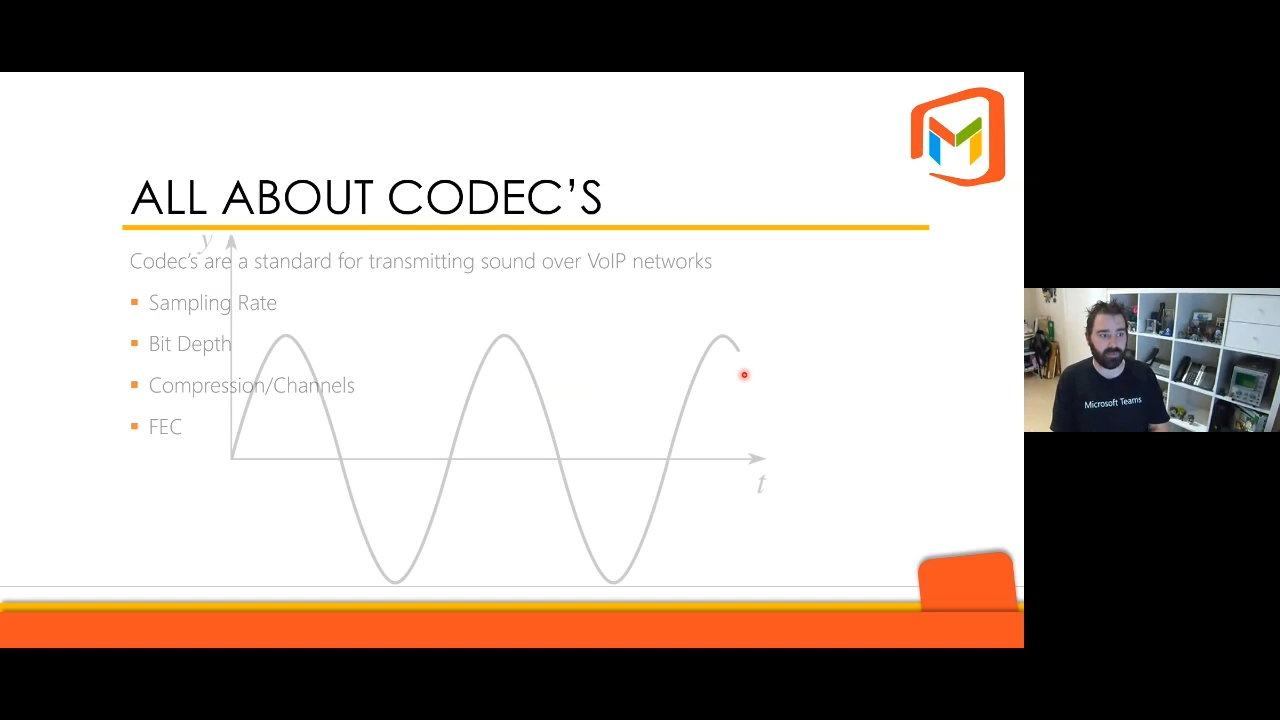 ALL ABOUT CODEC'S
y
Codec's are a standard for transmitting sound over VoIP networks
Sampling Rate
Bit Depth
Compression/Channels
FEC
t
Microsoft Teams